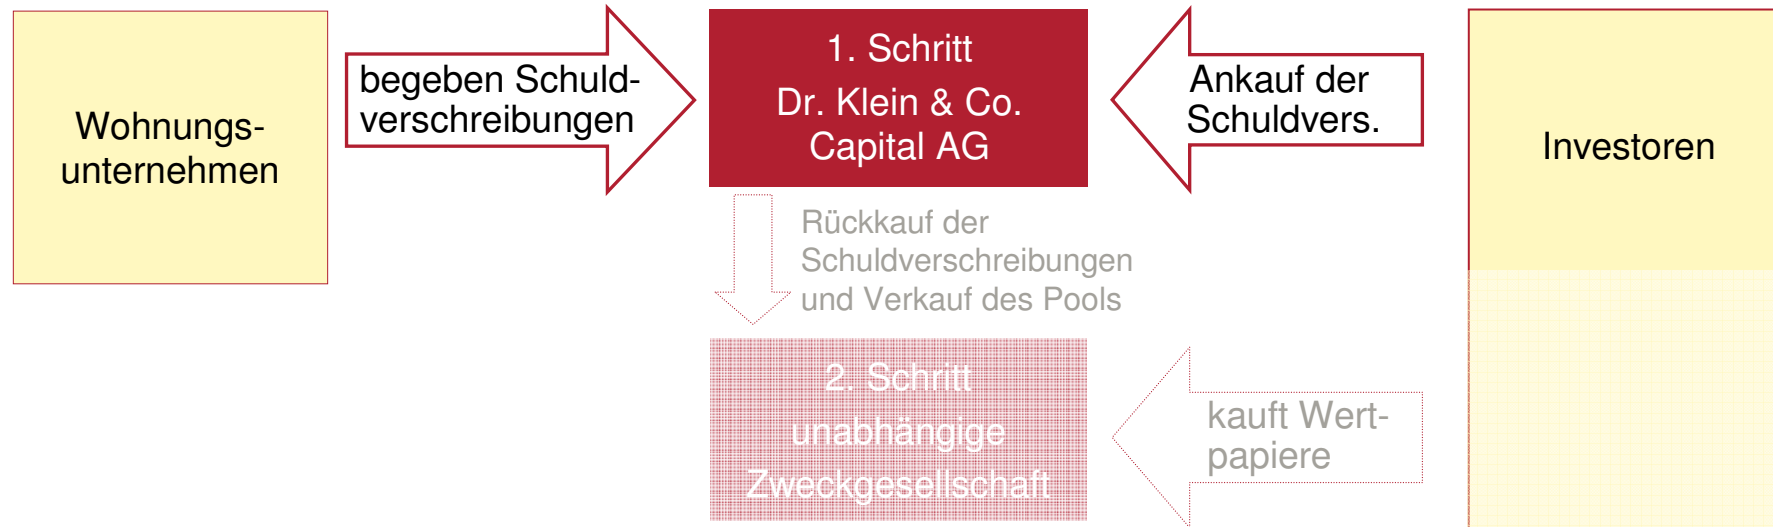 Wohnungs-
unternehmen
begeben Schuld-
verschreibungen
1. Schritt
Dr. Klein & Co.
Capital AG
Ankauf der
Schuldvers.
Investoren
Rückkauf der
Schuldverschreibungen
und Verkauf des Pools
2. Schritt
unabhängige
Zweckgesellschaft
kauft Wert-
papiere